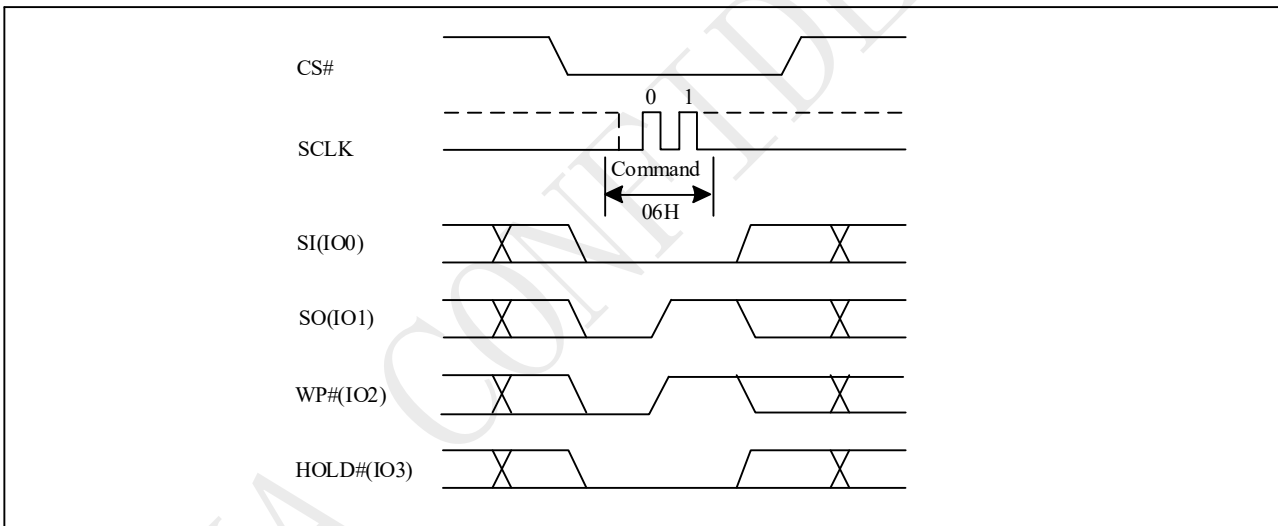 CS#
0 1
SCLK
Command
06H
SI(IO0)
SO(IO1)
WP#(IO2)
HOLD#(IO3)